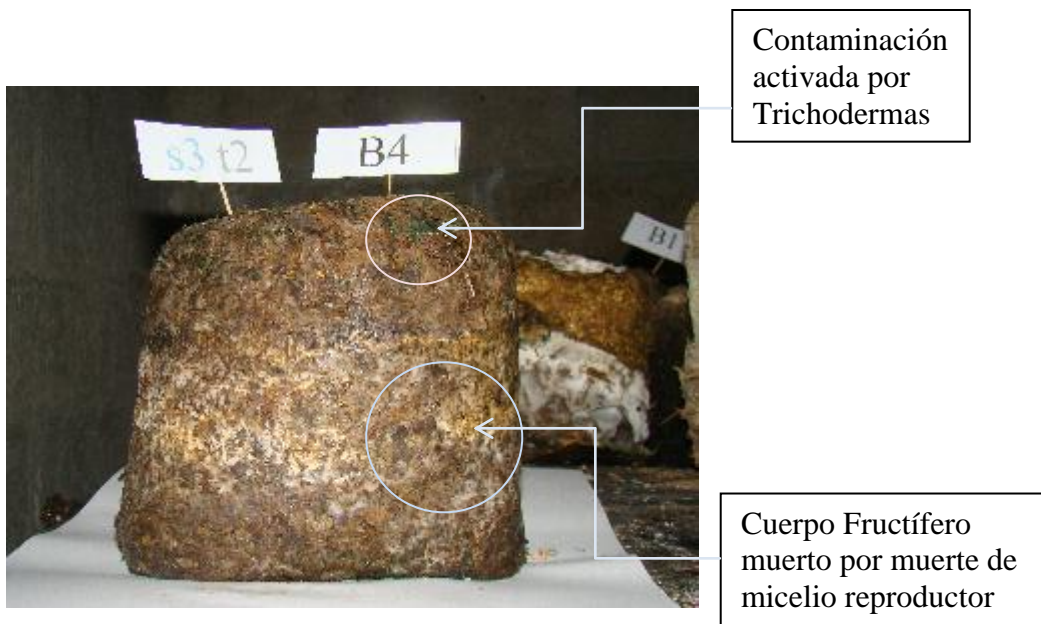 Contaminación
activada por
Trichodermas
s3 t2
B4
B1
Cuerpo Fructífero
muerto por muerte de
micelio reproductor